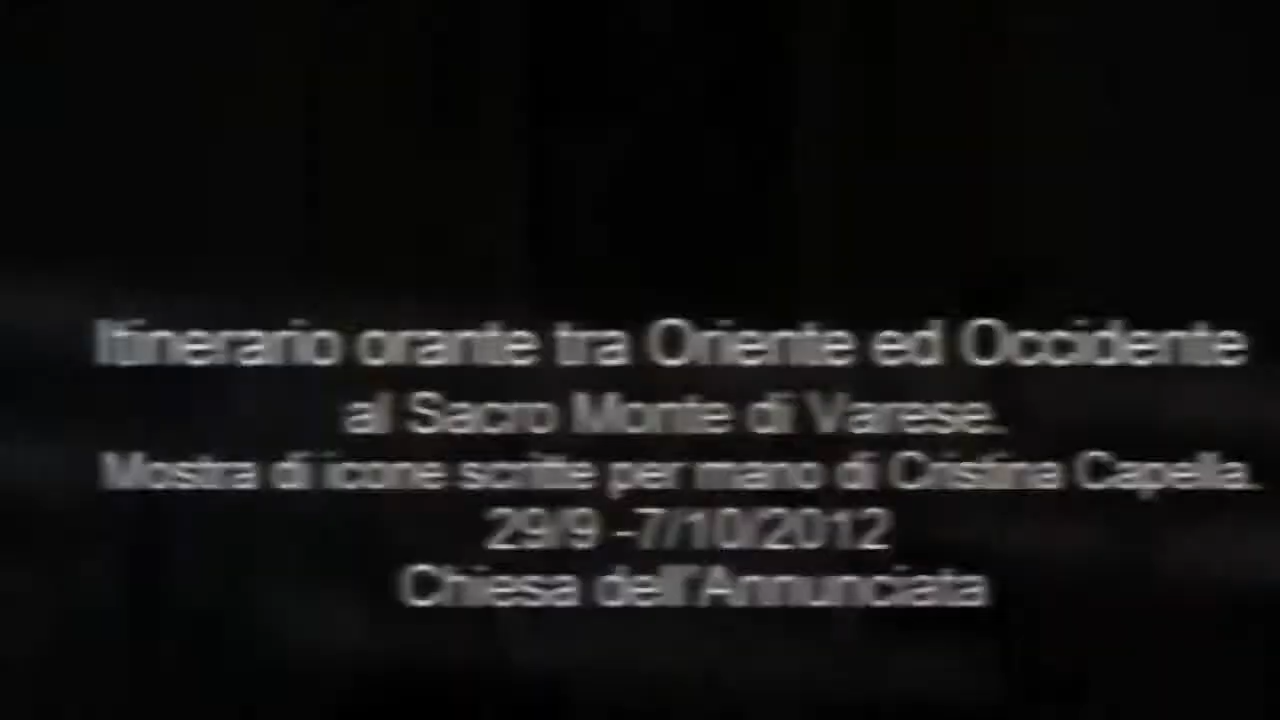 Itinerario orante tra Oriente ed Occidente
al Sacro Monte di Varese.
Mostra di icone scritte per mano di Cristina Capella.
29/9 -7/10/2012
Chiesa dell'Annunciata